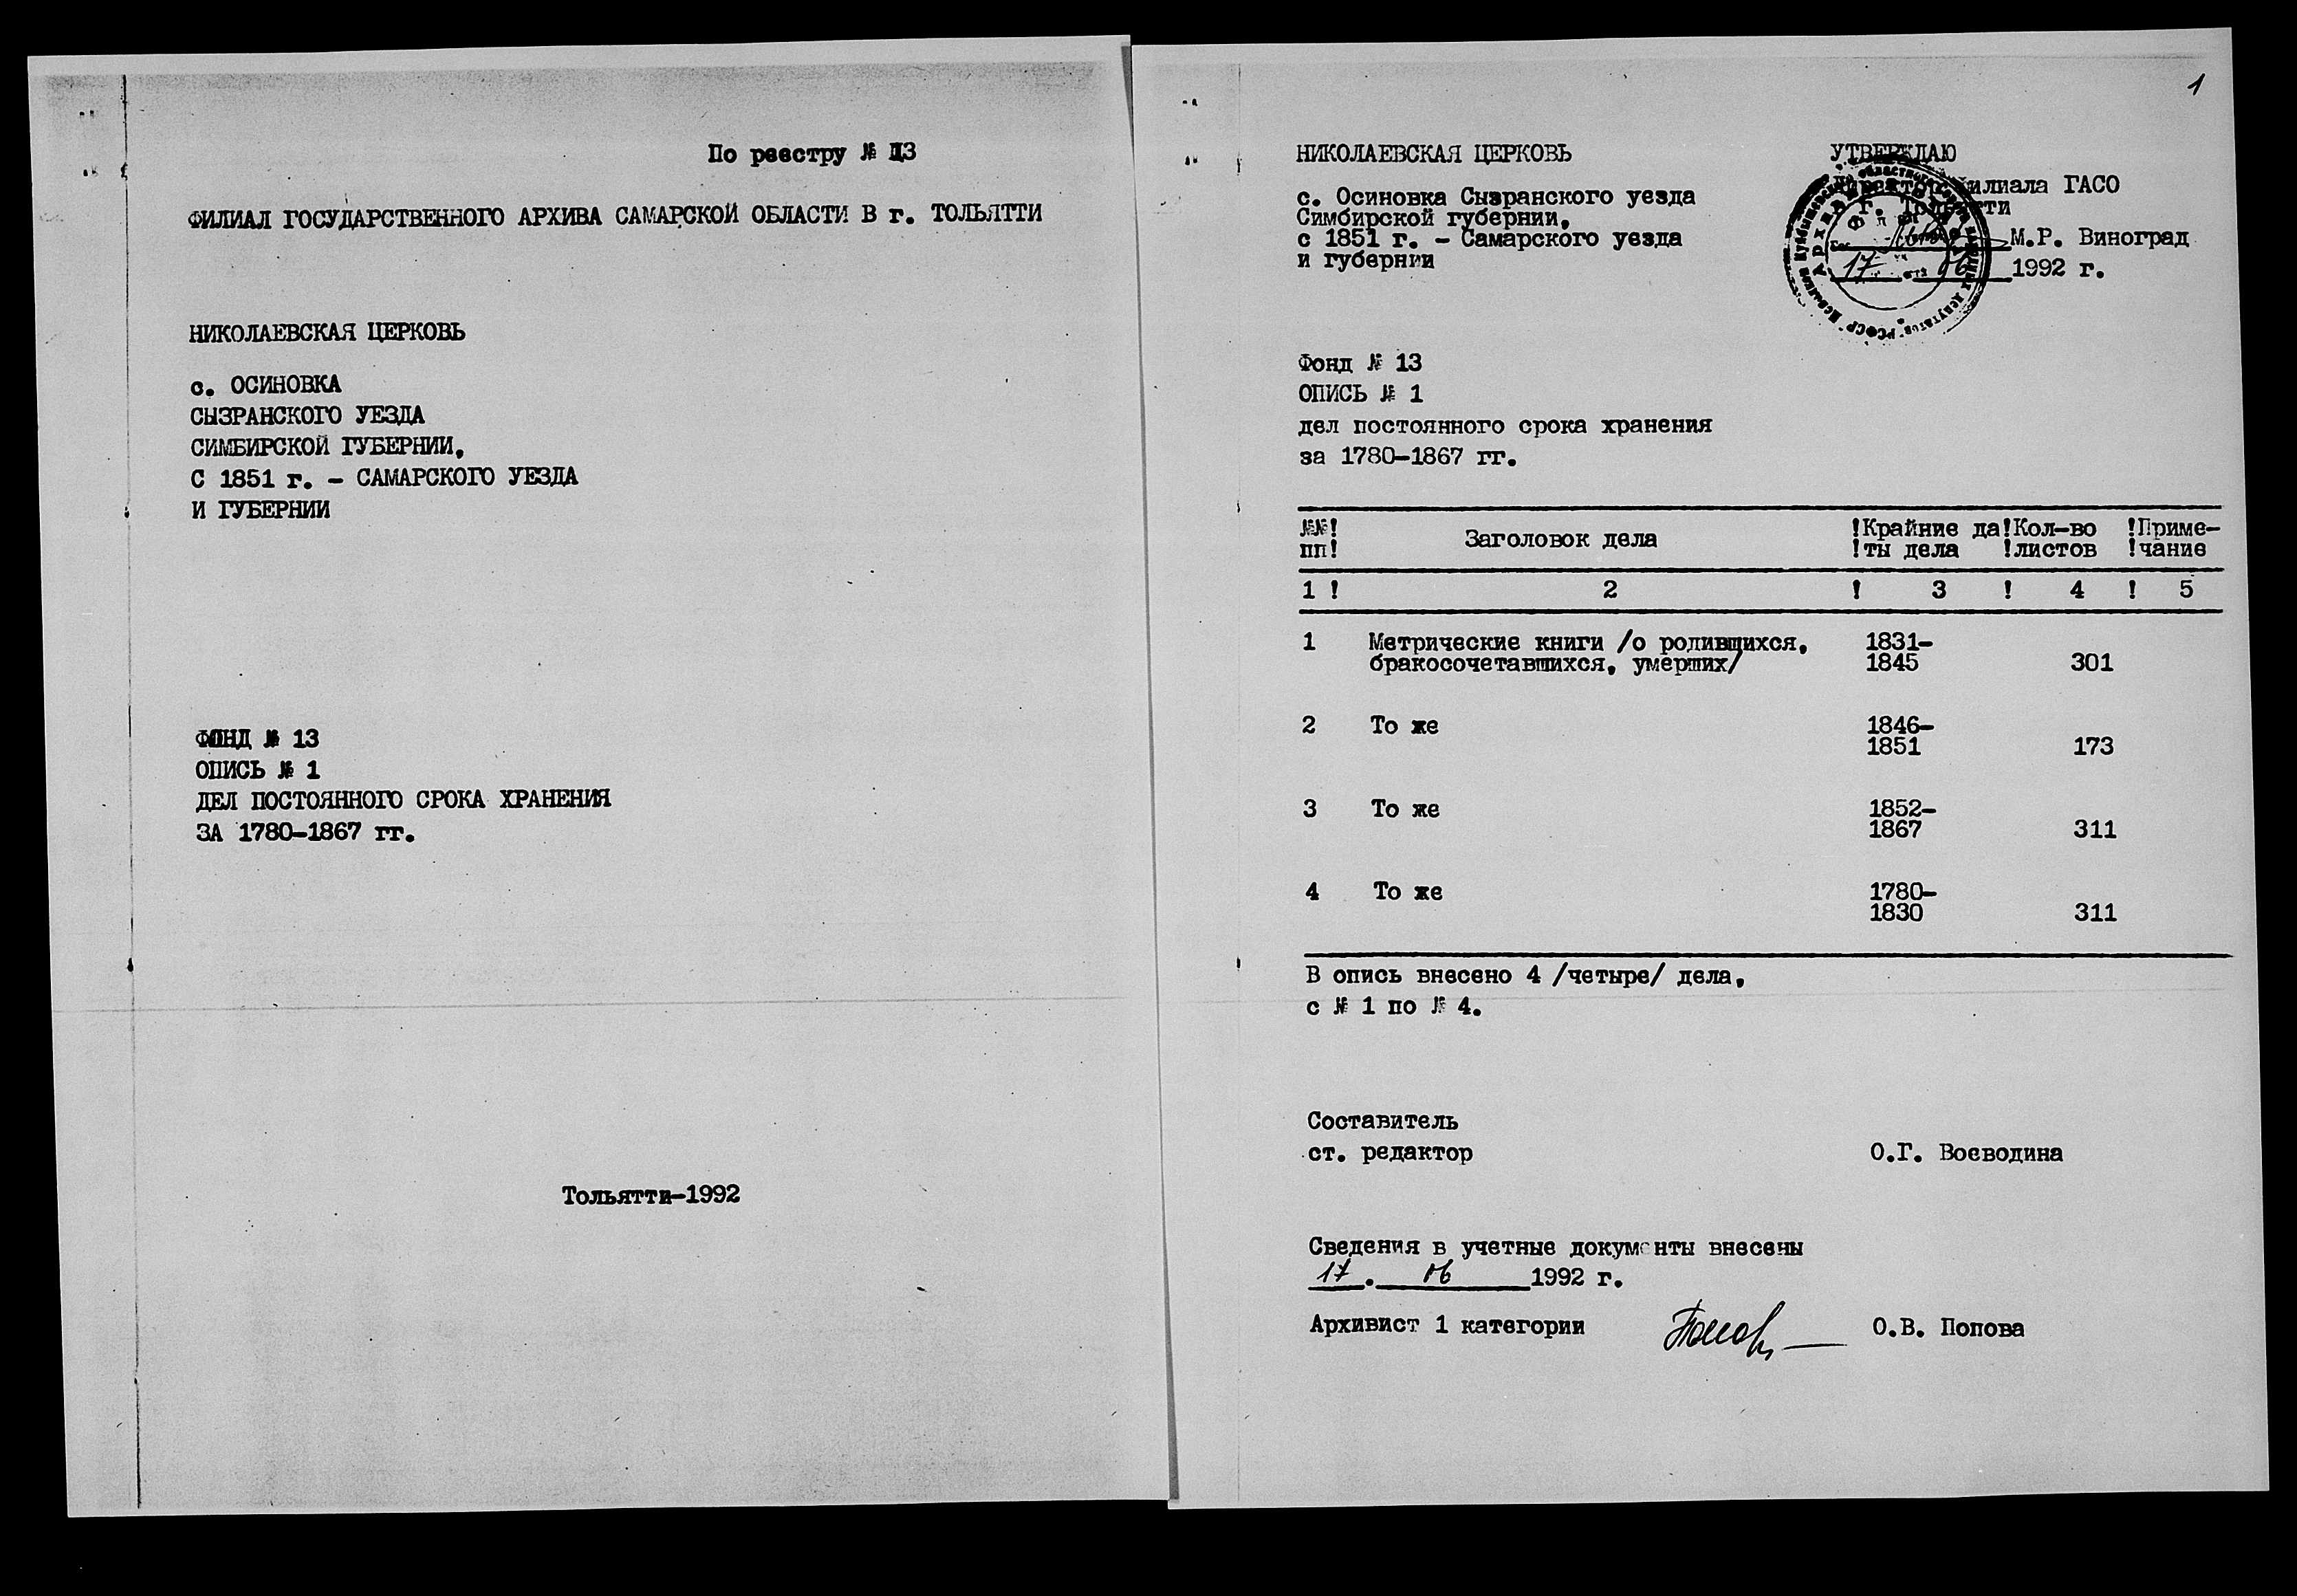 По реестру № 13
ФИЛИАЛ ГОСУДАРСТВЕННОГО АРХИВА САМАРСКОЙ ОБЛАСТИ В г. ТОЛЬЯТТИ
НИКОЛАЕВСКАЯ ЦЕРКОВЬ
с. ОСИНОВКА
СЫЗРАНСКОГО УЕЗДА
СИМБИРСКОЙ ГУБЕРНИИ,
С 1851 г. – САМАРСКОГО УЕЗДА
И ГУБЕРНИИ
ФОНД № 13
ОПИСЬ № 1
ДЕЛ ПОСТОЯННОГО СРОКА ХРАНЕНИЯ
ЗА 1780–1867 гг.
Тольятти–1992
1
НИКОЛАЕВСКАЯ ЦЕРКОВЬ
с. Осиновка Сызранского уезда
Симбирской губернии,
с 1851 г. – Самарского уезда
и губернии
УТВЕРЖДАЮ
Директор филиала ГАСО
г. Тольятти
М.Р. Виноград
17 06 1992 г.
Фонд № 13
ОПИСЬ № 1
дел постоянного срока хранения
за 1780–1867 гг.
№№! Заголовок дела !Крайние да!Кол-во !Приме-
пп! !ты дела !листов !чание
1 ! 2 ! 3 ! 4 ! 5
1 Метрические книги /о родившихся, 1831–
бракосочетавшихся, умерших/ 1845 301
2 То же 1846–
1851 173
3 То же 1852–
1867 311
4 То же 1780–
1830 311
В опись внесено 4 /четыре/ дела,
с № 1 по № 4.
Составитель
ст. редактор О.Г. Воеводина
Сведения в учетные документы внесены
17 . 06 1992 г.
Архивист 1 категории О.В. Попова